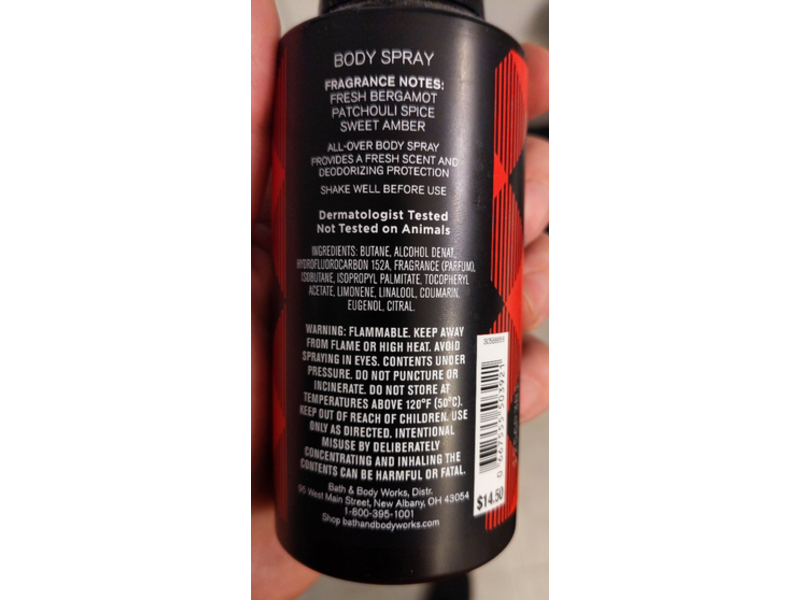 BODY SPRAY
FRAGRANCE NOTES:
FRESH BERGAMOT
PATCHOULI SPICE
SWEET AMBER
ALL-OVER BODY SPRAY
PROVIDES A FRESH SCENT AND
DEODORIZING PROTECTION
SHAKE WELL BEFORE USE
Dermatologist Tested
Not Tested on Animals
INGREDIENTS: BUTANE, ALCOHOL DENAT.,
HYDROFLUOROCARBON 152A, FRAGRANCE (PARFUM),
ISOBUTANE, ISOPROPYL PALMITATE, TOCOPHERYL
ACETATE, LIMONENE, LINALOOL, COUMARIN,
EUGENOL, CITRAL.
WARNING: FLAMMABLE. KEEP AWAY
FROM FLAME OR HIGH HEAT. AVOID
SPRAYING IN EYES. CONTENTS UNDER
PRESSURE. DO NOT PUNCTURE OR
INCINERATE. DO NOT STORE AT
TEMPERATURES ABOVE 120°F (50°C).
KEEP OUT OF REACH OF CHILDREN. USE
ONLY AS DIRECTED. INTENTIONAL
MISUSE BY DELIBERATELY
CONCENTRATING AND INHALING THE
CONTENTS CAN BE HARMFUL OR FATAL.
Bath & Body Works, Distr.
95 West Main Street, New Albany, OH 43054
1-800-395-1001
Shop bathandbodyworks.com
0 667555 503921
$14.50